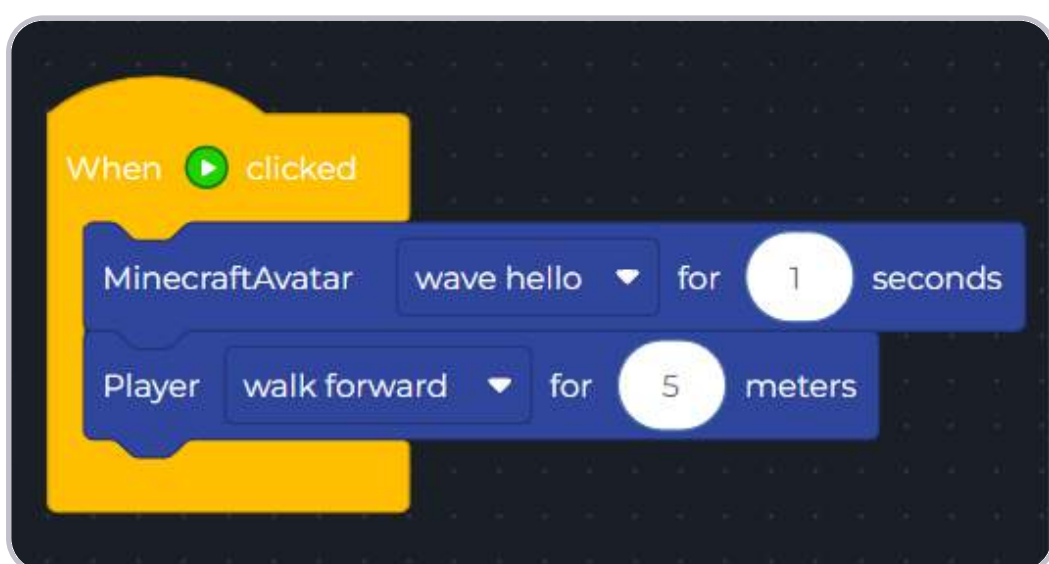 When clicked
MinecraftAvatar wave hello for 1 seconds
Player walk forward for 5 meters